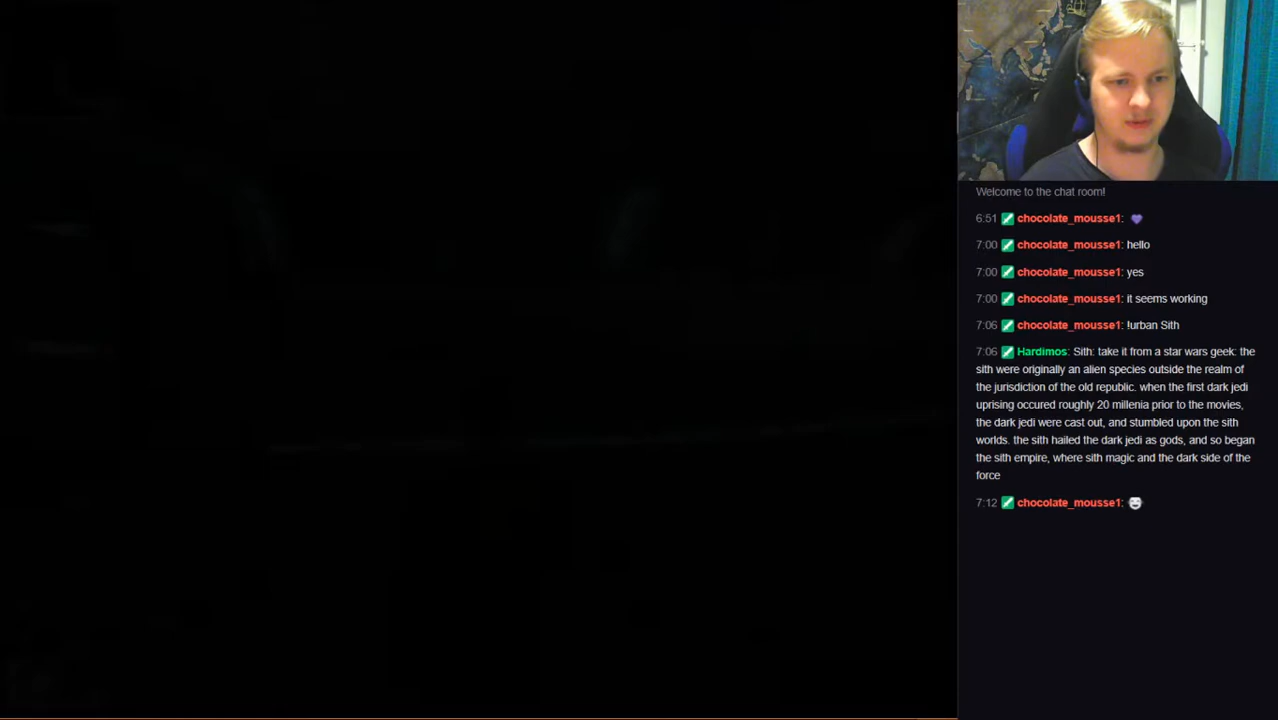 Welcome to the chat room!
6:51 chocolate_mousse1:
7:00 chocolate_mousse1: hello
7:00 chocolate_mousse1: yes
7:00 chocolate_mousse1: it seems working
7:06 chocolate_mousse1: !urban Sith
7:06 Hardimos: Sith: take it from a star wars geek: the
sith were originally an alien species outside the realm of
the jurisdiction of the old republic. when the first dark jedi
uprising occured roughly 20 millenia prior to the movies,
the dark jedi were cast out, and stumbled upon the sith
worlds. the sith hailed the dark jedi as gods, and so began
the sith empire, where sith magic and the dark side of the
force
7:12 chocolate_mousse1: